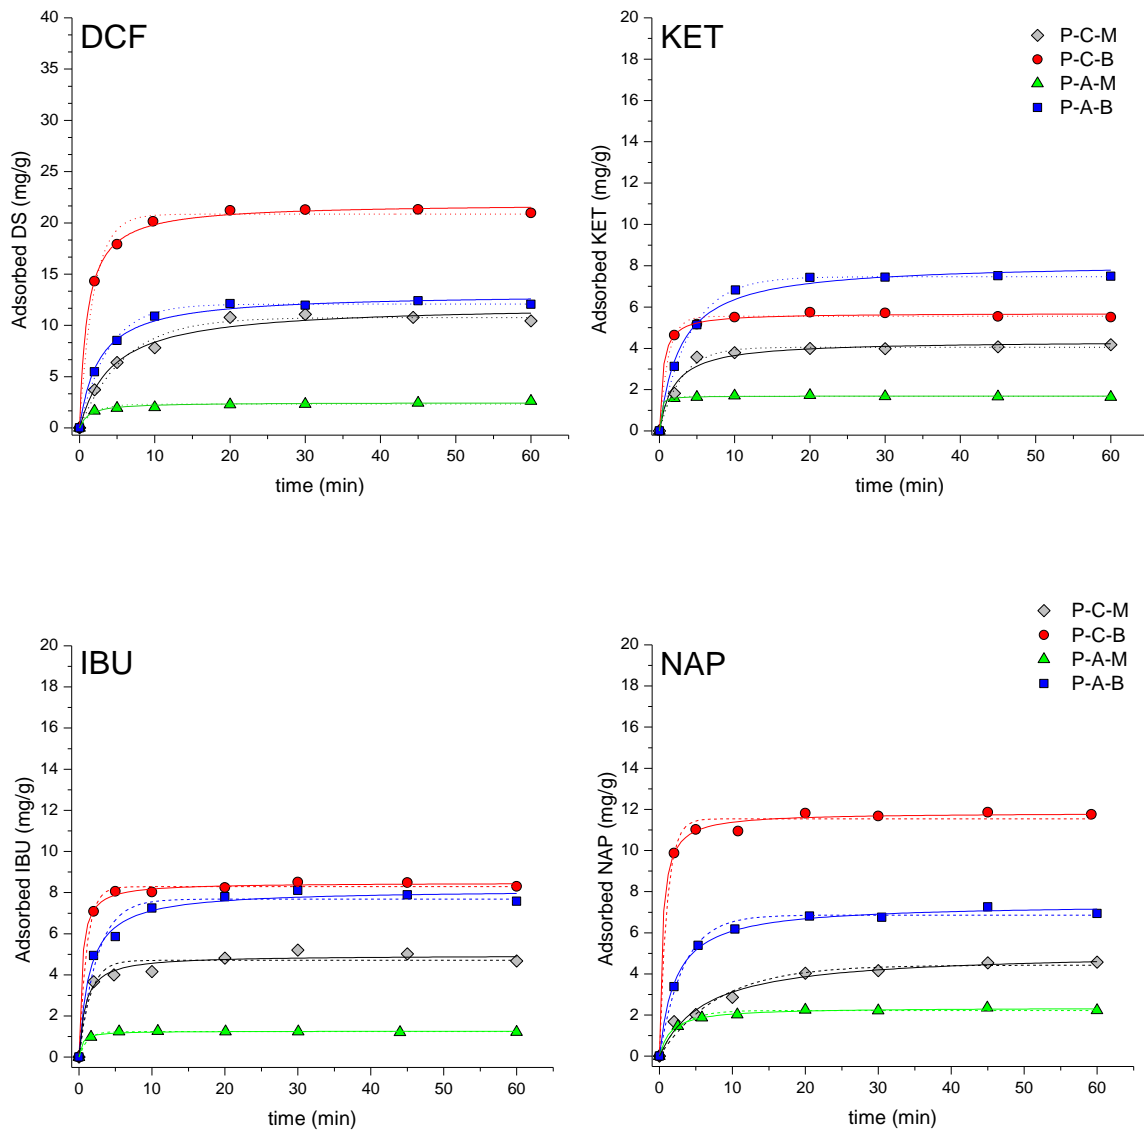 DCF
Adsorbed DS (mg/g)
40
35
30
25
20
15
10
5
0
0 10 20 30 40 50 60
time (min)
KET
P-C-M
P-C-B
P-A-M
P-A-B
Adsorbed KET (mg/g)
20
18
16
14
12
10
8
6
4
2
0
0 10 20 30 40 50 60
time (min)
IBU
Adsorbed IBU (mg/g)
20
18
16
14
12
10
8
6
4
2
0
0 10 20 30 40 50 60
time (min)
NAP
P-C-M
P-C-B
P-A-M
P-A-B
Adsorbed NAP (mg/g)
20
18
16
14
12
10
8
6
4
2
0
0 10 20 30 40 50 60
time (min)